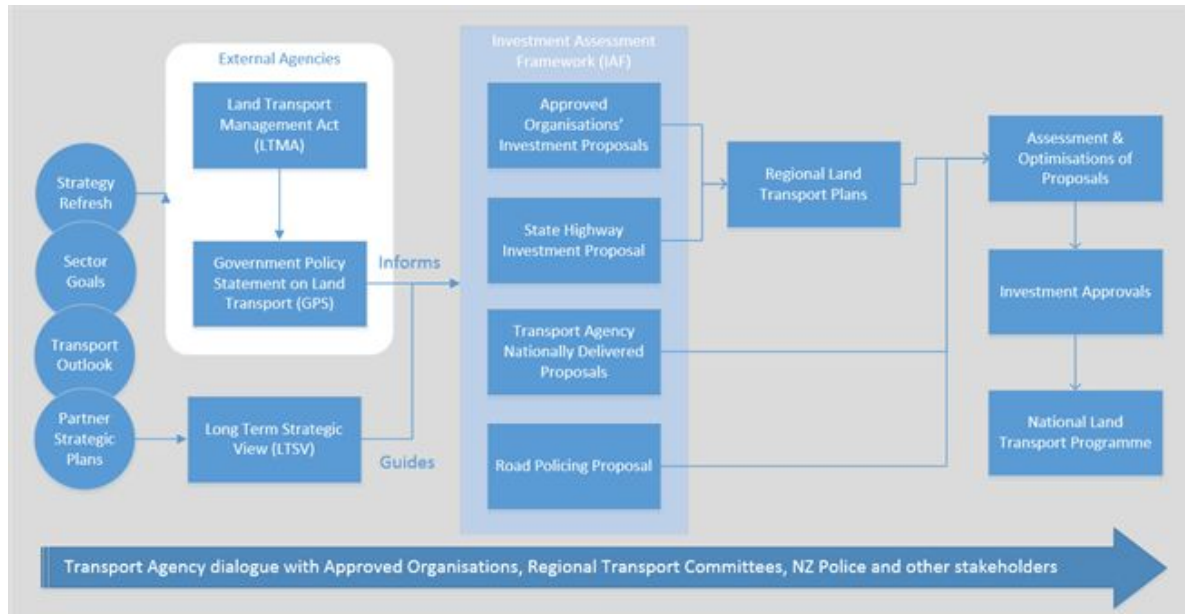 External Agencies
Land Transport
Management Act
(LTMA)
Strategy
Refresh
Sector
Goals
Transport
Outlook
Partner
Strategic
Plans
Government Policy
Statement on Land
Transport (GPS)
Long Term Strategic
View (LTSV)
Informs
Guides
Investment Assessment
Framework (IAF)
Approved
Organisations'
Investment Proposals
State Highway
Investment Proposal
Transport Agency
Nationally Delivered
Proposals
Road Policing Proposal
Regional Land
Transport Plans
Assessment &
Optimisations of
Proposals
Investment Approvals
National Land
Transport Programme
Transport Agency dialogue with Approved Organisations, Regional Transport Committees, NZ Police and other stakeholders